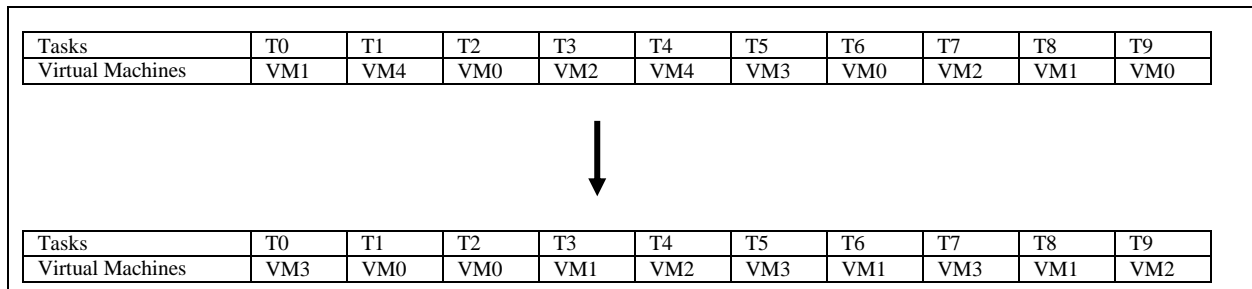 Tasks T0 T1 T2 T3 T4 T5 T6 T7 T8 T9
Virtual Machines VM1 VM4 VM0 VM2 VM4 VM3 VM0 VM2 VM1 VM0
Tasks T0 T1 T2 T3 T4 T5 T6 T7 T8 T9
Virtual Machines VM3 VM0 VM0 VM1 VM2 VM3 VM1 VM3 VM1 VM2